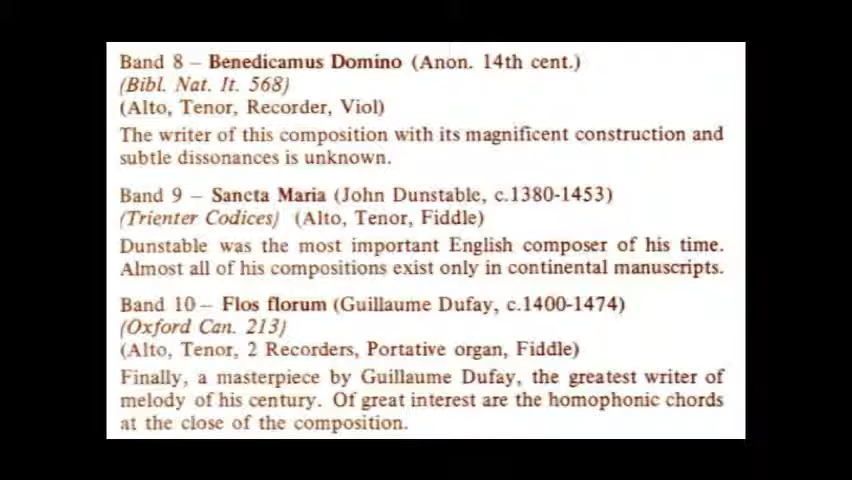 Band 8 – Benedicamus Domino (Anon. 14th cent.)
(Bibl. Nat. It. 568)
(Alto, Tenor, Recorder, Viol)
The writer of this composition with its magnificent construction and
subtle dissonances is unknown.
Band 9 – Sancta Maria (John Dunstable, c.1380-1453)
(Trienter Codices) (Alto, Tenor, Fiddle)
Dunstable was the most important English composer of his time.
Almost all of his compositions exist only in continental manuscripts.
Band 10 – Flos florum (Guillaume Dufay, c.1400-1474)
(Oxford Can. 213)
(Alto, Tenor, 2 Recorders, Portative organ, Fiddle)
Finally, a masterpiece by Guillaume Dufay, the greatest writer of
melody of his century. Of great interest are the homophonic chords
at the close of the composition.